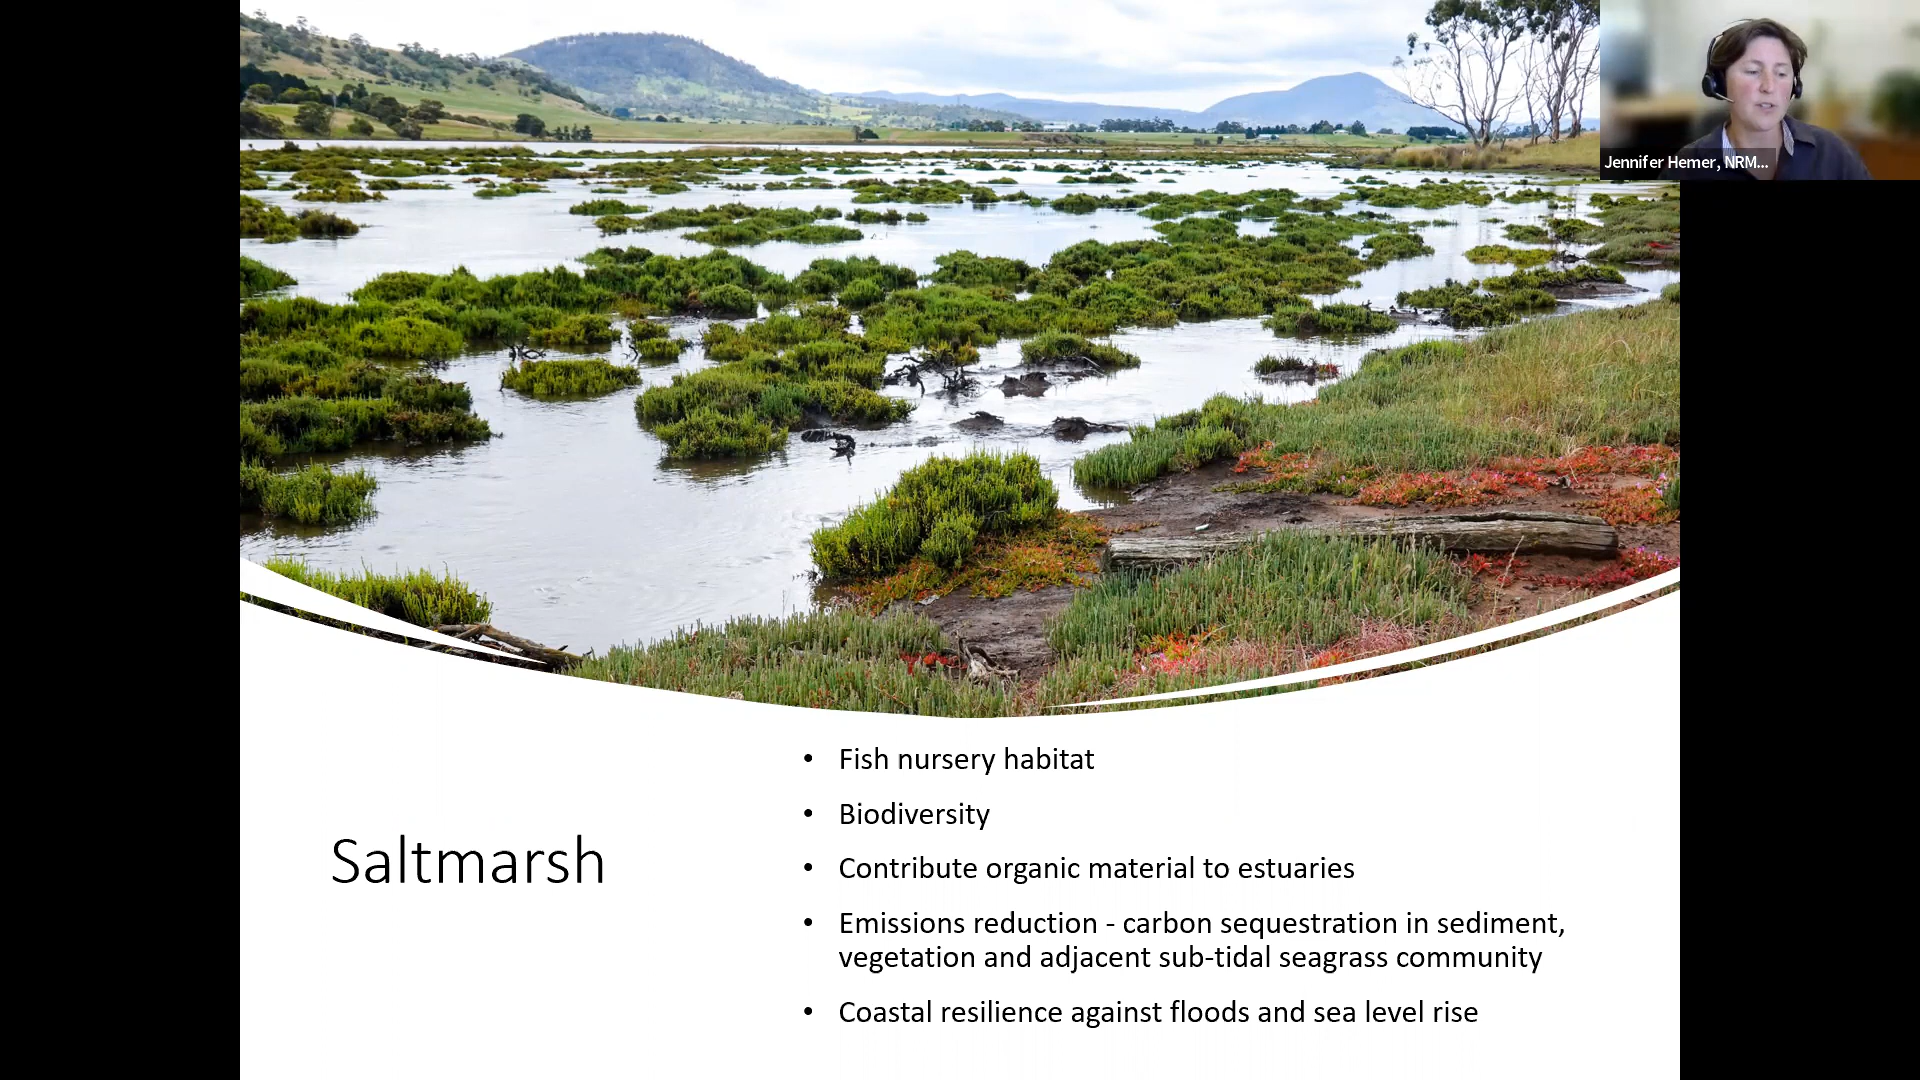 Jennifer Hemer, NRM...
Saltmarsh
• Fish nursery habitat
• Biodiversity
• Contribute organic material to estuaries
• Emissions reduction - carbon sequestration in sediment,
vegetation and adjacent sub-tidal seagrass community
• Coastal resilience against floods and sea level rise